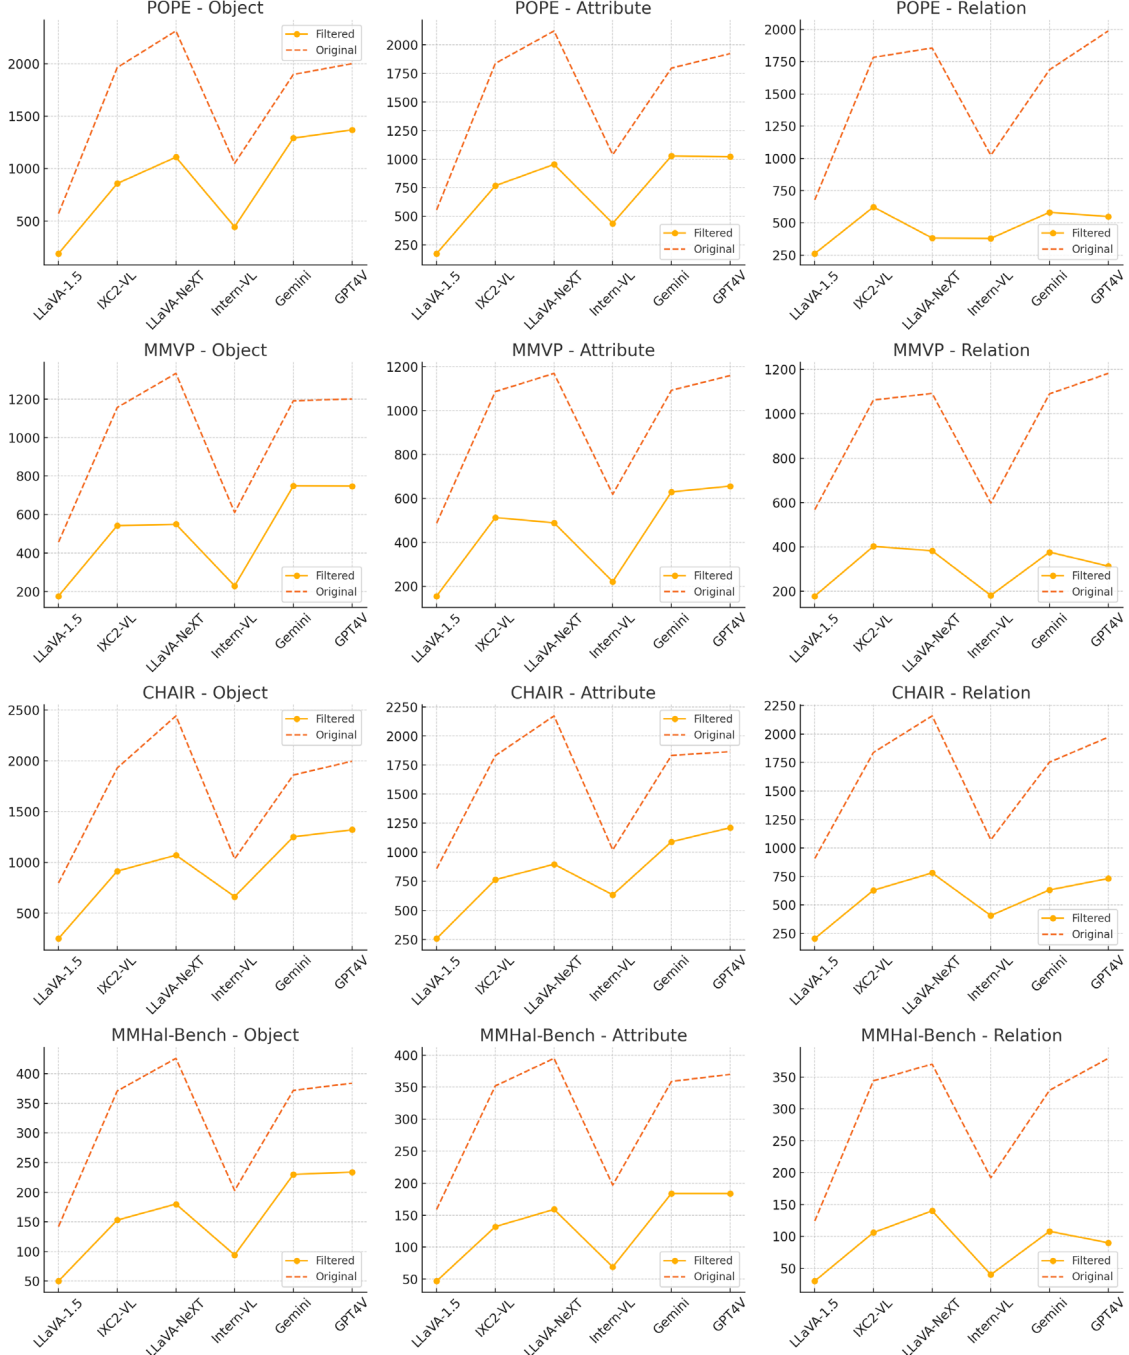 POPE - Object
Filtered
Original
2000
1500
1000
500
LLaVA-1.5
IXC2-VL
LLaVA-NeXT
Intern-VL
Gemini
GPT4V
POPE - Attribute
2000
1750
1500
1250
1000
750
500
250
Filtered
Original
LLaVA-1.5
IXC2-VL
LLaVA-NeXT
Intern-VL
Gemini
GPT4V
POPE - Relation
2000
1750
1500
1250
1000
750
500
250
Filtered
Original
LLaVA-1.5
IXC2-VL
LLaVA-NeXT
Intern-VL
Gemini
GPT4V
MMVP - Object
1200
1000
800
600
400
200
Filtered
Original
LLaVA-1.5
IXC2-VL
LLaVA-NeXT
Intern-VL
Gemini
GPT4V
MMVP - Attribute
1200
1000
800
600
400
200
Filtered
Original
LLaVA-1.5
IXC2-VL
LLaVA-NeXT
Intern-VL
Gemini
GPT4V
MMVP - Relation
1200
1000
800
600
400
200
Filtered
Original
LLaVA-1.5
IXC2-VL
LLaVA-NeXT
Intern-VL
Gemini
GPT4V
CHAIR - Object
2500
2000
1500
1000
500
Filtered
Original
LLaVA-1.5
IXC2-VL
LLaVA-NeXT
Intern-VL
Gemini
GPT4V
CHAIR - Attribute
2250
2000
1750
1500
1250
1000
750
500
250
Filtered
Original
LLaVA-1.5
IXC2-VL
LLaVA-NeXT
Intern-VL
Gemini
GPT4V
CHAIR - Relation
2250
2000
1750
1500
1250
1000
750
500
250
Filtered
Original
LLaVA-1.5
IXC2-VL
LLaVA-NeXT
Intern-VL
Gemini
GPT4V
MMHal-Bench - Object
400
350
300
250
200
150
100
50
Filtered
Original
LLaVA-1.5
IXC2-VL
LLaVA-NeXT
Intern-VL
Gemini
GPT4V
MMHal-Bench - Attribute
400
350
300
250
200
150
100
50
Filtered
Original
LLaVA-1.5
IXC2-VL
LLaVA-NeXT
Intern-VL
Gemini
GPT4V
MMHal-Bench - Relation
350
300
250
200
150
100
50
Filtered
Original
LLaVA-1.5
IXC2-VL
LLaVA-NeXT
Intern-VL
Gemini
GPT4V